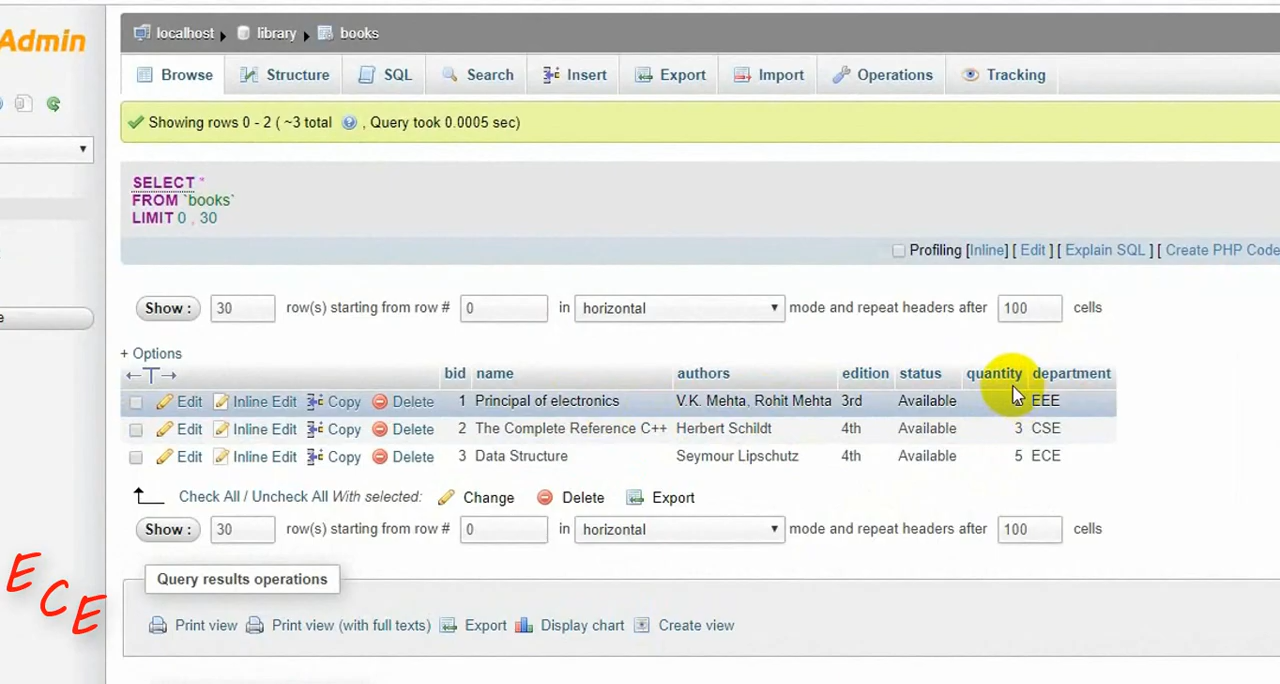 Admin
localhost library books
Browse Structure SQL Search Insert Export Import Operations Tracking
Showing rows 0 - 2 ( ~3 total , Query took 0.0005 sec)
SELECT *
FROM `books`
LIMIT 0 , 30
Profiling [Inline] [ Edit ] [ Explain SQL ] [ Create PHP Code
Show : 30 row(s) starting from row # 0 in horizontal mode and repeat headers after 100 cells
e
+ Options
←T→ bid name authors edition status quantity department
Edit Inline Edit Copy Delete 1 Principal of electronics V.K. Mehta, Rohit Mehta 3rd Available EEE
Edit Inline Edit Copy Delete 2 The Complete Reference C++ Herbert Schildt 4th Available 3 CSE
Edit Inline Edit Copy Delete 3 Data Structure Seymour Lipschutz 4th Available 5 ECE
Check All / Uncheck All With selected: Change Delete Export
Show : 30 row(s) starting from row # 0 in horizontal mode and repeat headers after 100 cells
Query results operations
ECE
Print view Print view (with full texts) Export Display chart Create view